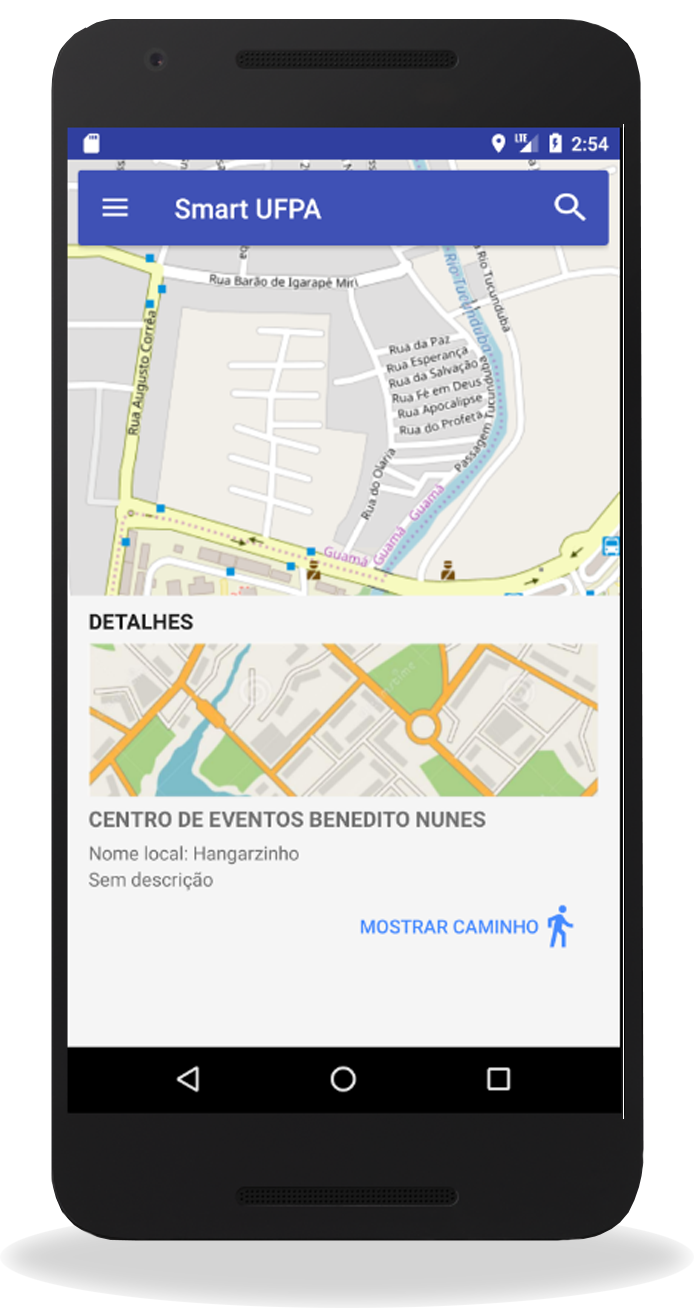 LTE 2:54
Smart UFPA
Rua Barão de Igarapé Miri
Rio Tucunduba
Rio Tucunduba
Rua Augusto Corrêa
Rua da Paz
Rua Esperança
Rua da Salvação
Rua Fé em Deus
Rua Apocalipse
Rua do Profeta
Passagem Tucunduba
Rua do Olaria
Guamá
Guamá
Guamá
DETALHES
CENTRO DE EVENTOS BENEDITO NUNES
Nome local: Hangarzinho
Sem descrição
MOSTRAR CAMINHO